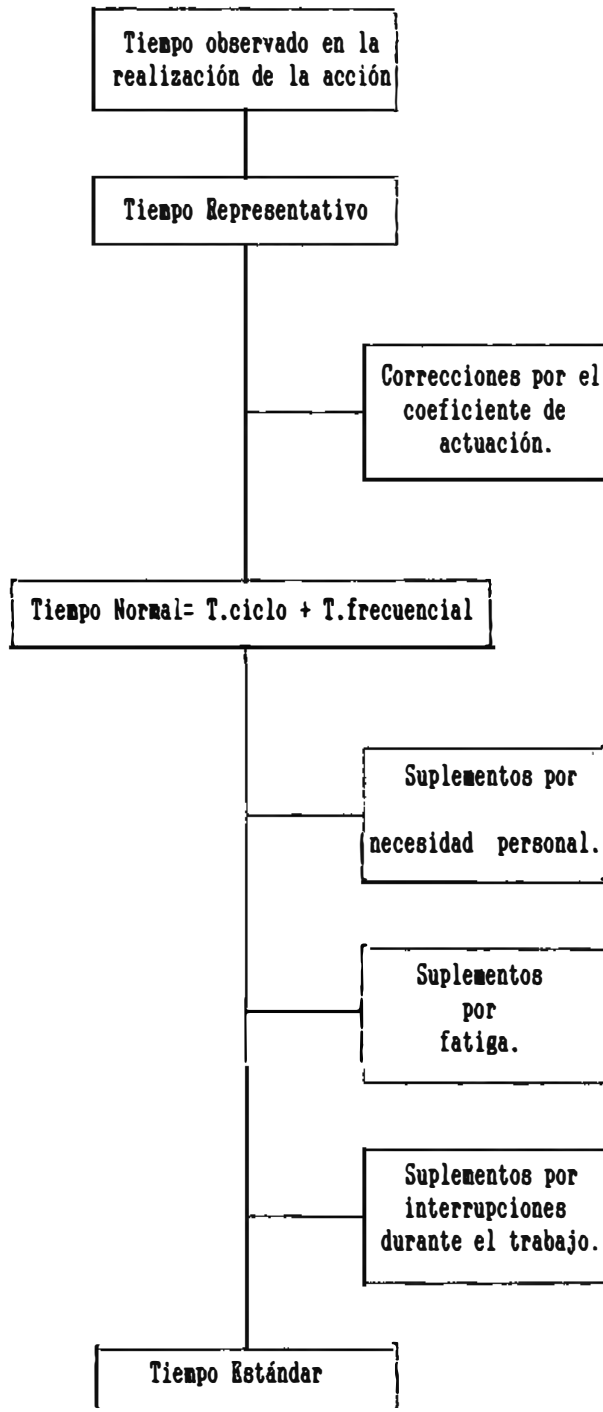 Tiempo observado en la
realización de la acción
Tiempo Representativo
Correcciones por el
coeficiente de
actuación.
Tiempo Normal= T.ciclo + T.frecuencial
Suplementos por
necesidad personal.
Suplementos
por
fatiga.
Suplementos por
interrupciones
durante el trabajo.
Tiempo Estándar